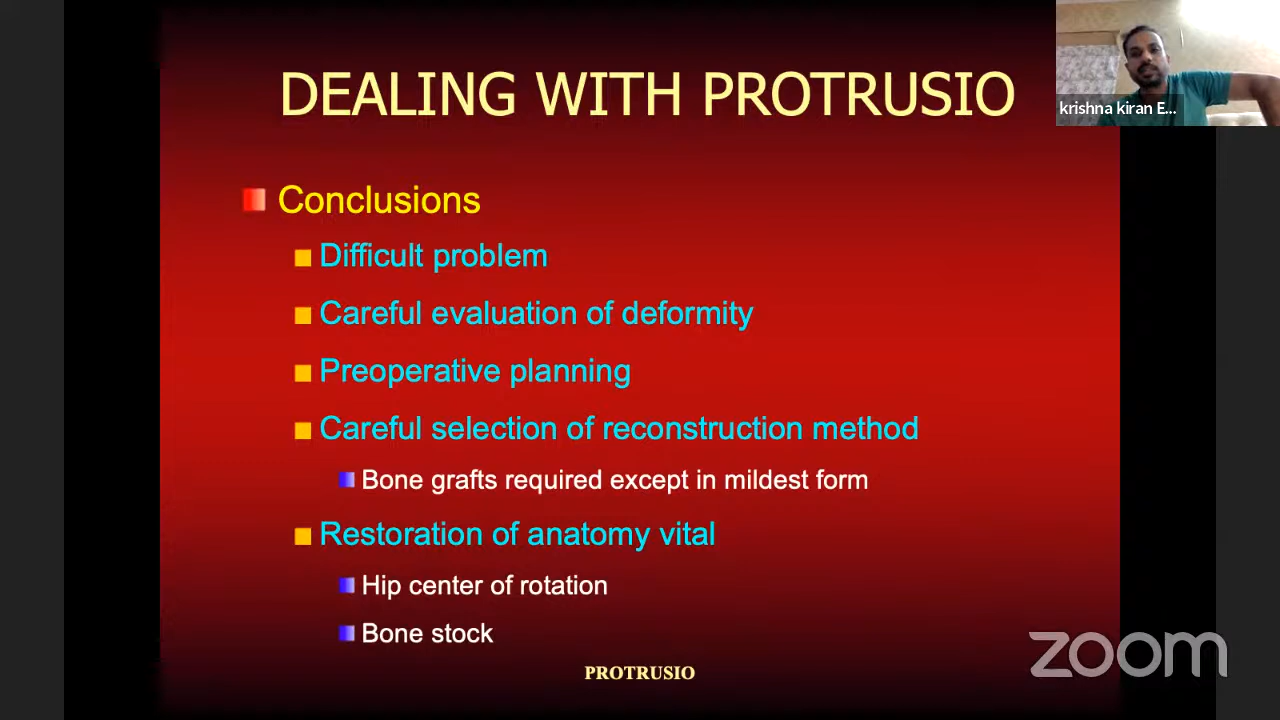 DEALING WITH PROTRUSIO
krishna kiran E...
Conclusions
Difficult problem
Careful evaluation of deformity
Preoperative planning
Careful selection of reconstruction method
Bone grafts required except in mildest form
Restoration of anatomy vital
Hip center of rotation
Bone stock
PROTRUSIO
zoom